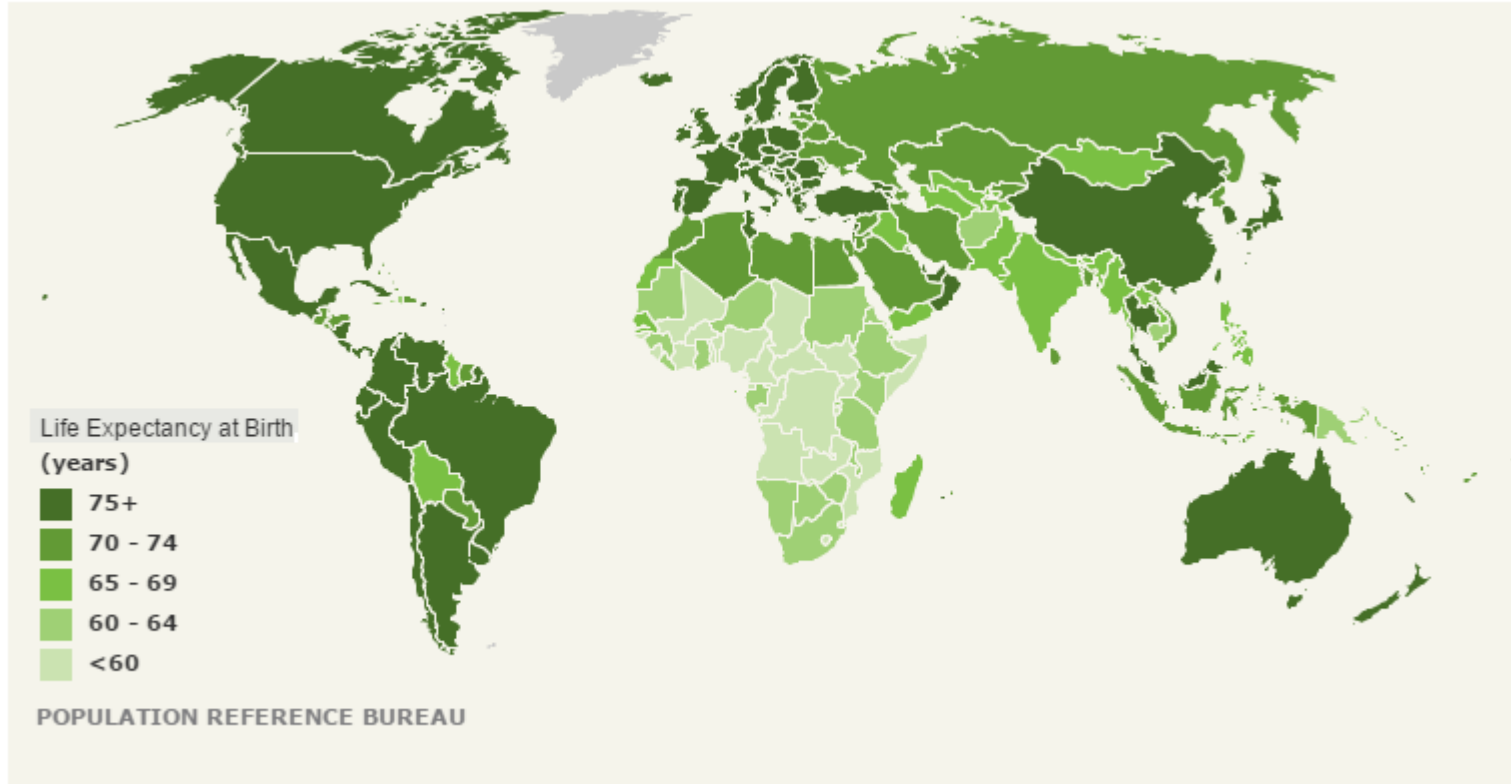 Life Expectancy at Birth
(years)
75+
70 - 74
65 - 69
60 - 64
<60
POPULATION REFERENCE BUREAU